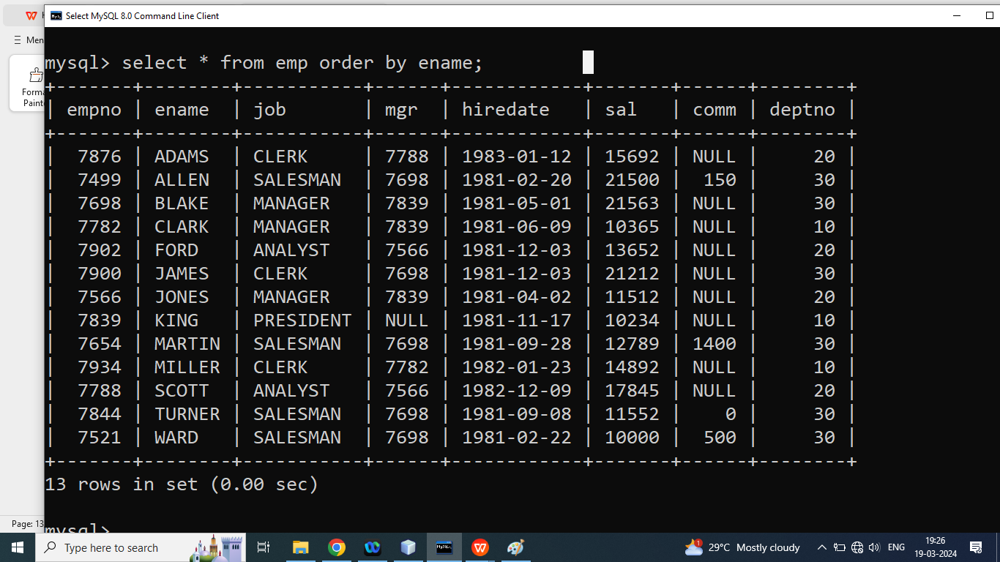 Select MySQL 8.0 Command Line Client
Men
Forma
Painte
mysql> select * from emp order by ename;
+-------+--------+-----------+------+------------+-------+------+--------+
| empno | ename  | job       | mgr  | hiredate   | sal   | comm | deptno |
+-------+--------+-----------+------+------------+-------+------+--------+
|  7876 | ADAMS  | CLERK     | 7788 | 1983-01-12 | 15692 | NULL |     20 |
|  7499 | ALLEN  | SALESMAN  | 7698 | 1981-02-20 | 21500 |  150 |     30 |
|  7698 | BLAKE  | MANAGER   | 7839 | 1981-05-01 | 21563 | NULL |     30 |
|  7782 | CLARK  | MANAGER   | 7839 | 1981-06-09 | 10365 | NULL |     10 |
|  7902 | FORD   | ANALYST   | 7566 | 1981-12-03 | 13652 | NULL |     20 |
|  7900 | JAMES  | CLERK     | 7698 | 1981-12-03 | 21212 | NULL |     30 |
|  7566 | JONES  | MANAGER   | 7839 | 1981-04-02 | 11512 | NULL |     20 |
|  7839 | KING   | PRESIDENT | NULL | 1981-11-17 | 10234 | NULL |     10 |
|  7654 | MARTIN | SALESMAN  | 7698 | 1981-09-28 | 12789 | 1400 |     30 |
|  7934 | MILLER | CLERK     | 7782 | 1982-01-23 | 14892 | NULL |     10 |
|  7788 | SCOTT  | ANALYST   | 7566 | 1982-12-09 | 17845 | NULL |     20 |
|  7844 | TURNER | SALESMAN  | 7698 | 1981-09-08 | 11552 |    0 |     30 |
|  7521 | WARD   | SALESMAN  | 7698 | 1981-02-22 | 10000 |  500 |     30 |
+-------+--------+-----------+------+------------+-------+------+--------+
13 rows in set (0.00 sec)
Page: 13
mysql>
Type here to search
1
29°C Mostly cloudy
ENG
19:26
19-03-2024